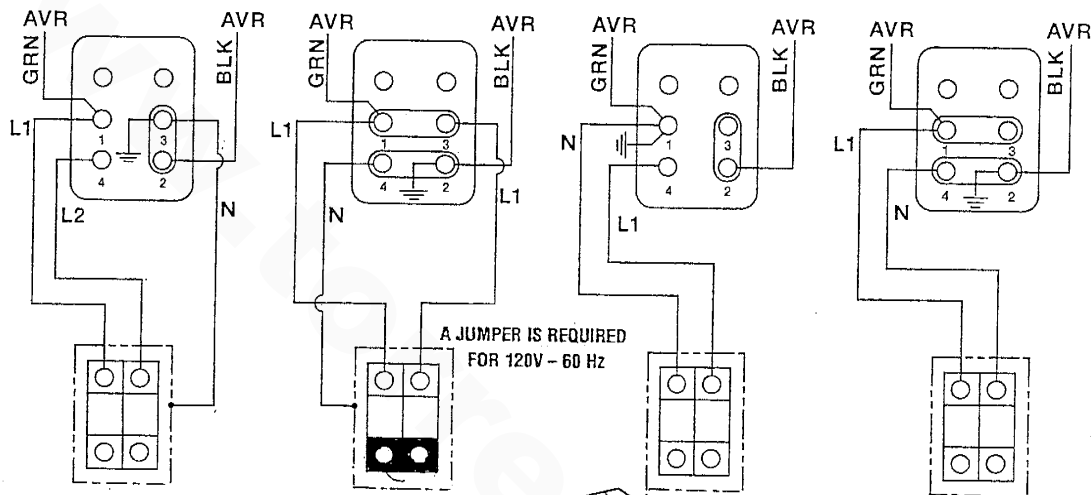 AVR AVR AVR AVR AVR AVR AVR AVR
GRN BLK GRN BLK GRN BLK GRN BLK
L1 1 3
4 2
L2 N
L1 1 3
4 2
N L1
N 1 3
4 2
L1
L1 1 3
4 2
N
A JUMPER IS REQUIRED
FOR 120V – 60 Hz